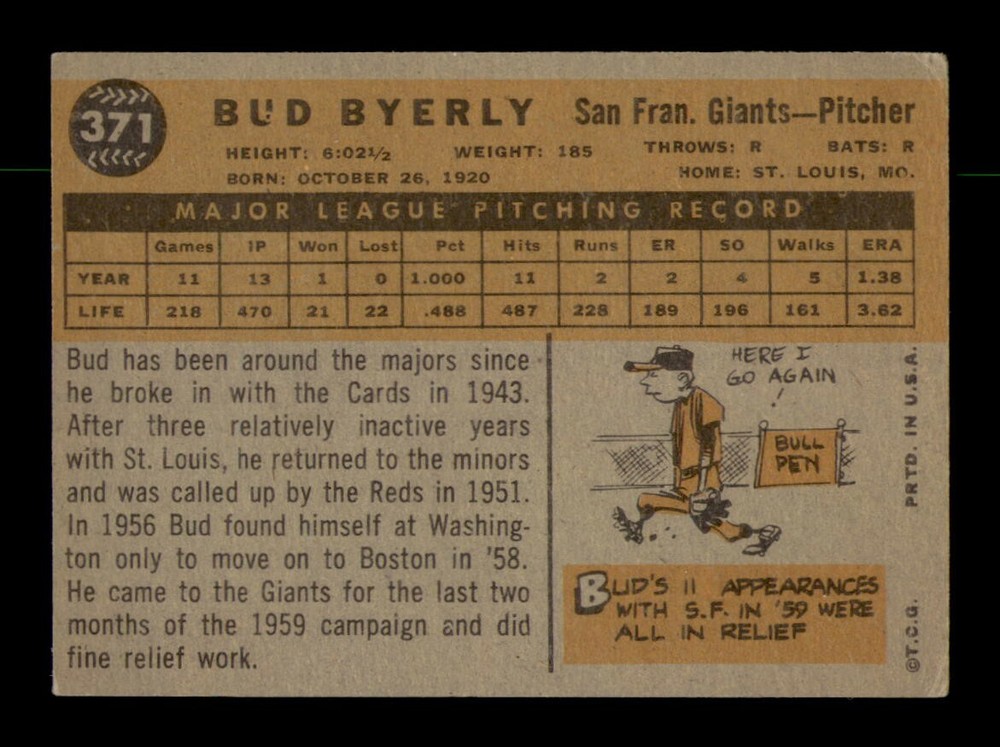 371
BUD BYERLY San Fran. Giants—Pitcher
HEIGHT: 6:02½ WEIGHT: 185 THROWS: R BATS: R
BORN: OCTOBER 26, 1920 HOME: ST. LOUIS, MO.
MAJOR LEAGUE PITCHING RECORD
Games IP Won Lost Pct Hits Runs ER SO Walks ERA
YEAR 11 13 1 0 1.000 11 2 2 4 5 1.38
LIFE 218 470 21 22 .488 487 228 189 196 161 3.62
Bud has been around the majors since
he broke in with the Cards in 1943.
After three relatively inactive years
with St. Louis, he returned to the minors
and was called up by the Reds in 1951.
In 1956 Bud found himself at Washing-
ton only to move on to Boston in '58.
He came to the Giants for the last two
months of the 1959 campaign and did
fine relief work.
HERE I
GO AGAIN
!
BULL
PEN
BUD'S 11 APPEARANCES
WITH S.F. IN '59 WERE
ALL IN RELIEF
©T.C.G. PRTD. IN U.S.A.